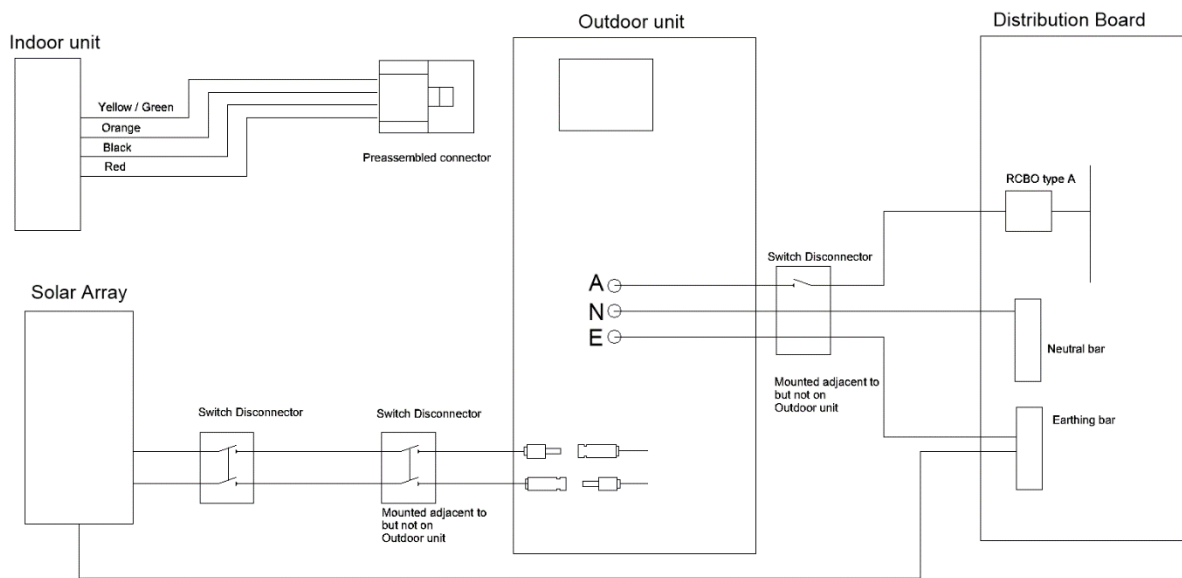 Outdoor unit
Distribution Board
Indoor unit
Yellow / Green
Orange
Black
Red
Preassembled connector
RCBO type A
Switch Disconnector
A
N
E
Solar Array
Neutral bar
Mounted adjacent to
but not on
Outdoor unit
Switch Disconnector
Switch Disconnector
Earthing bar
Mounted adjacent to
but not on
Outdoor unit